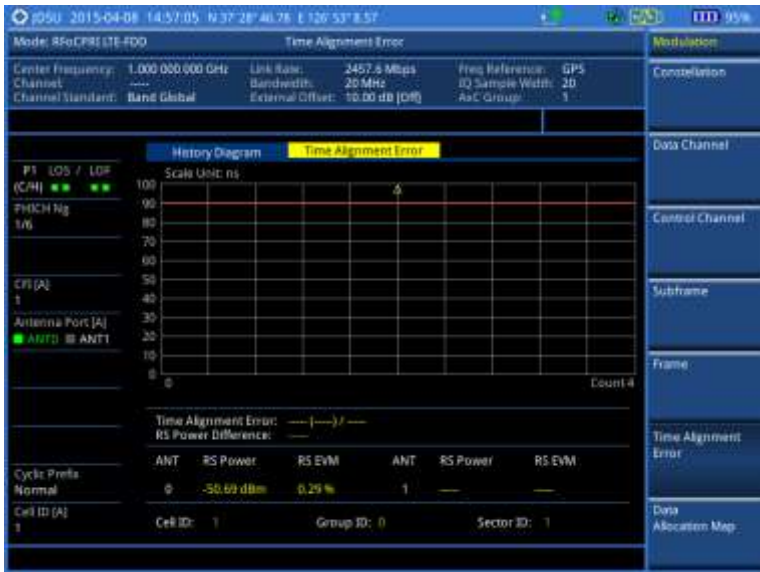 JDSU 2015-04-08 14:57:05 N 37°28' 40.78 E 126° 53'18.57 95%
Mode: RFoCPRI LTE-FDD Time Alignment Error Modulation
Center Frequency: 1.000 000 000 GHz Link Rate: 2457.6 Mbps Freq Reference: GPS
Channel: ----- Bandwidth: 20 MHz IQ Sample Width: 20
Channel Standard: Band Global External Offset: 10.00 dB [Off] AxC Group: 1
Constellation
Data Channel
Control Channel
Subframe
Frame
Time Alignment
Error
Data
Allocation Map
History Diagram Time Alignment Error
P1 LOS / LOF
(C/H)
PHICH Ng
1/6
CFI [A]
1
Antenna Port [A]
ANT0 ANT1
Cyclic Prefix
Normal
Cell ID [A]
1
Scale Unit: ns
100
90
80
70
60
50
40
30
20
10
0
0 Count 4
Time Alignment Error: ----- (-----) / -----
RS Power Difference: -----
ANT RS Power RS EVM ANT RS Power RS EVM
0 -50.69 dBm 0.29 % 1 ----- -----
Cell ID: 1 Group ID: 0 Sector ID: 1